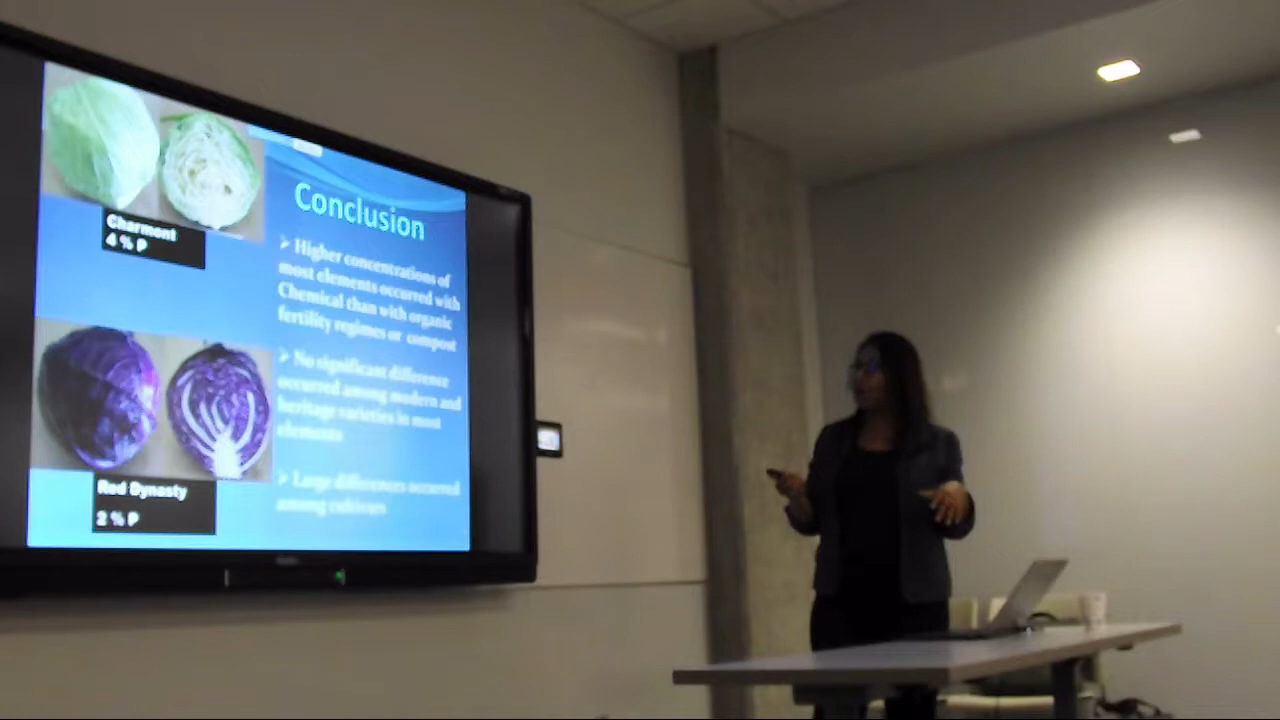 Conclusion
➢ Higher concentrations of
most elements occurred with
Chemical than with organic
fertility regimes or compost
➢ No significant difference
occurred among modern and
heritage varieties in most
elements
➢ Large differences occurred
among cultivars
Charmont
4 % P
Red Dynasty
2 % P